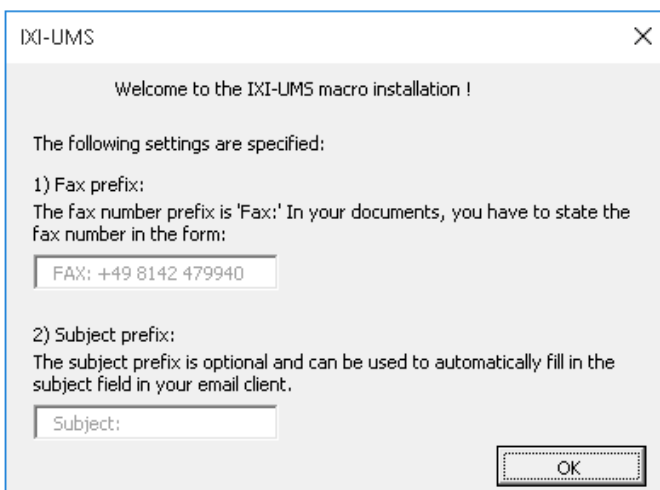 IXI-UMS
Welcome to the IXI-UMS macro installation !
The following settings are specified:
1) Fax prefix:
The fax number prefix is 'Fax:' In your documents, you have to state the
fax number in the form:
FAX: +49 8142 479940
2) Subject prefix:
The subject prefix is optional and can be used to automatically fill in the
subject field in your email client.
Subject:
OK